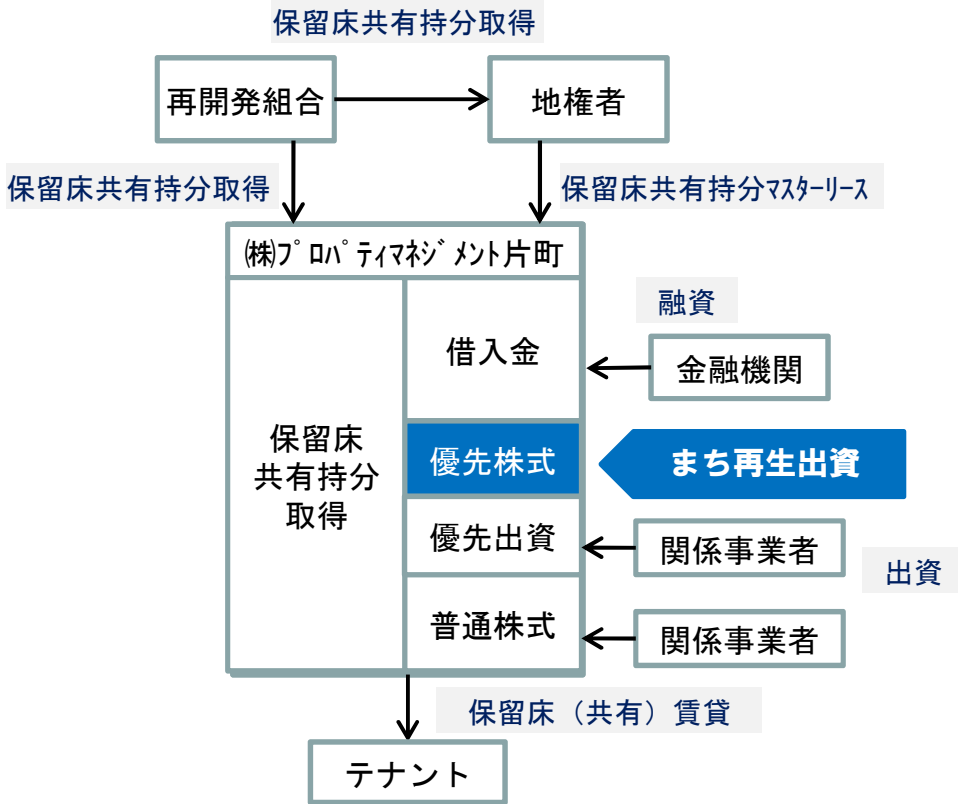 保留床共有持分取得
再開発組合
地権者
保留床共有持分取得
保留床共有持分ﾏｽﾀｰﾘｰｽ
㈱ﾌﾟﾛﾊﾟﾃｨﾏﾈｼﾞﾒﾝﾄ片町
融資
借入金
金融機関
保留床
共有持分
取得
優先株式
まち再生出資
優先出資
関係事業者
出資
普通株式
関係事業者
保留床（共有）賃貸
テナント